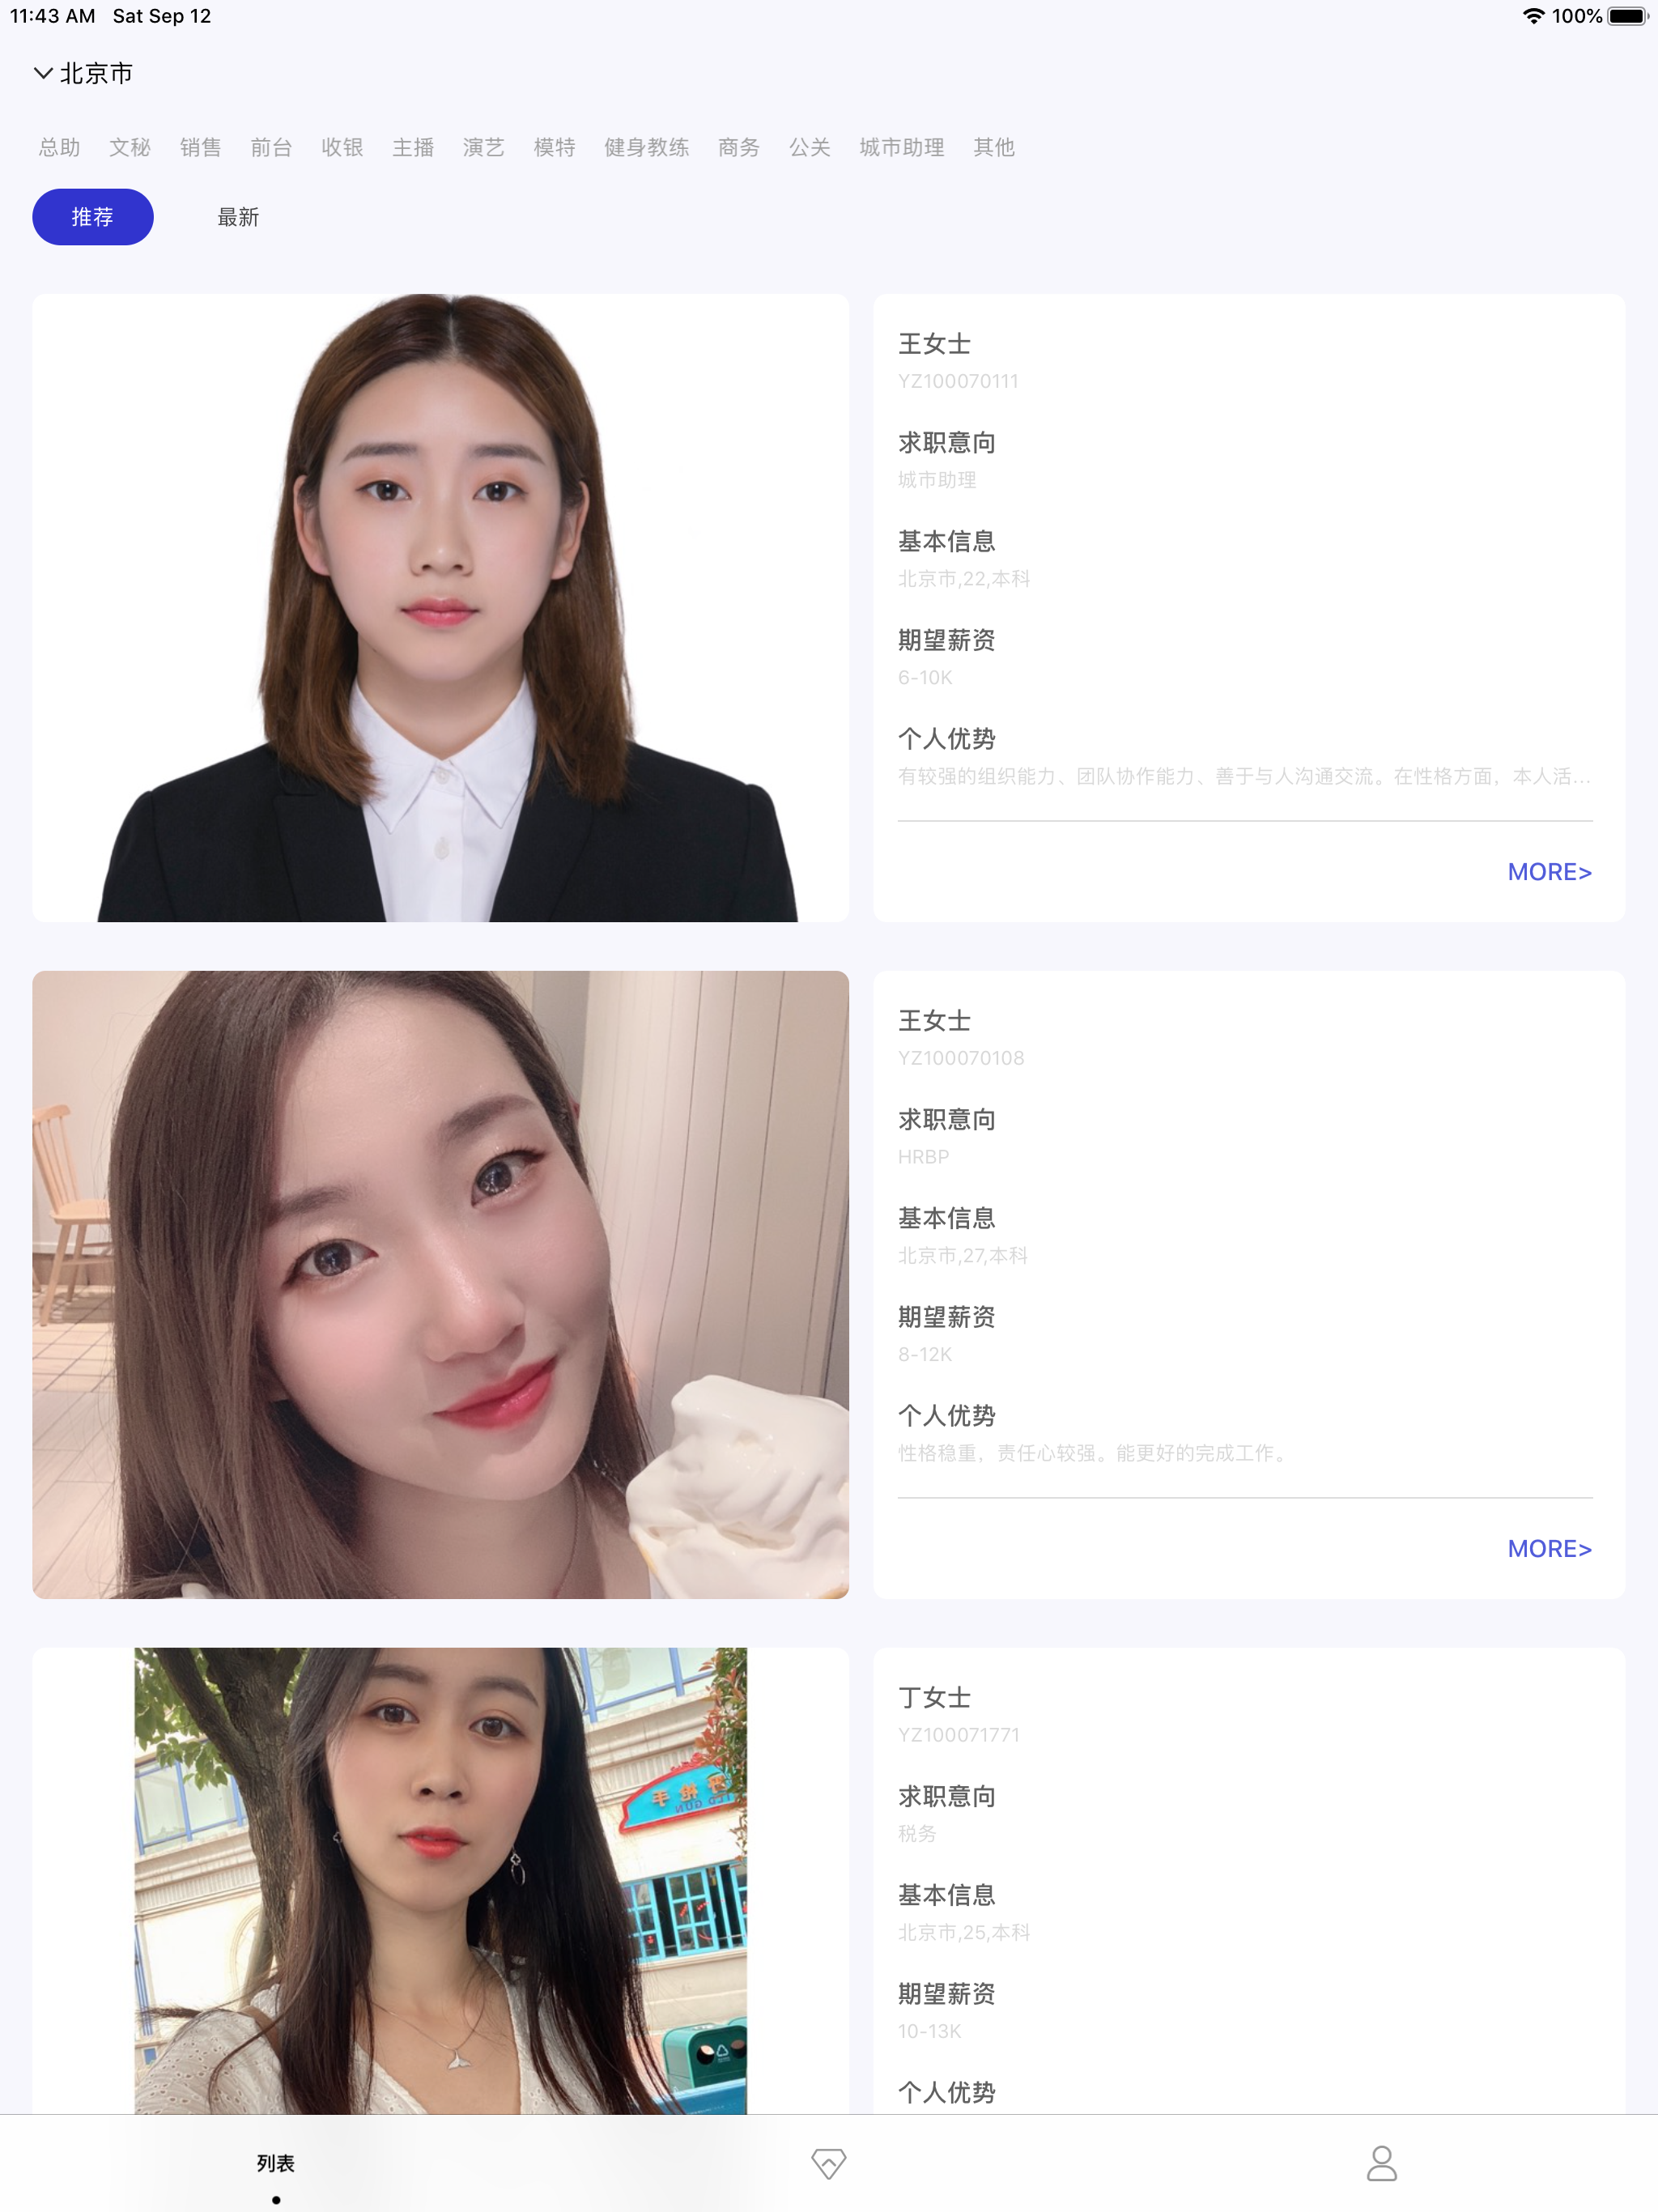 11:43 AM Sat Sep 12
100%
北京市
总助 文秘 销售 前台 收银 主播 演艺 模特 健身教练 商务 公关 城市助理 其他
推荐 最新
王女士
YZ100070111
求职意向
城市助理
基本信息
北京市,22,本科
期望薪资
6-10K
个人优势
有较强的组织能力、团队协作能力、善于与人沟通交流。在性格方面，本人活...
MORE>
王女士
YZ100070108
求职意向
HRBP
基本信息
北京市,27,本科
期望薪资
8-12K
个人优势
性格稳重，责任心较强。能更好的完成工作。
MORE>
丁女士
YZ100071771
求职意向
税务
基本信息
北京市,25,本科
期望薪资
10-13K
个人优势
列表